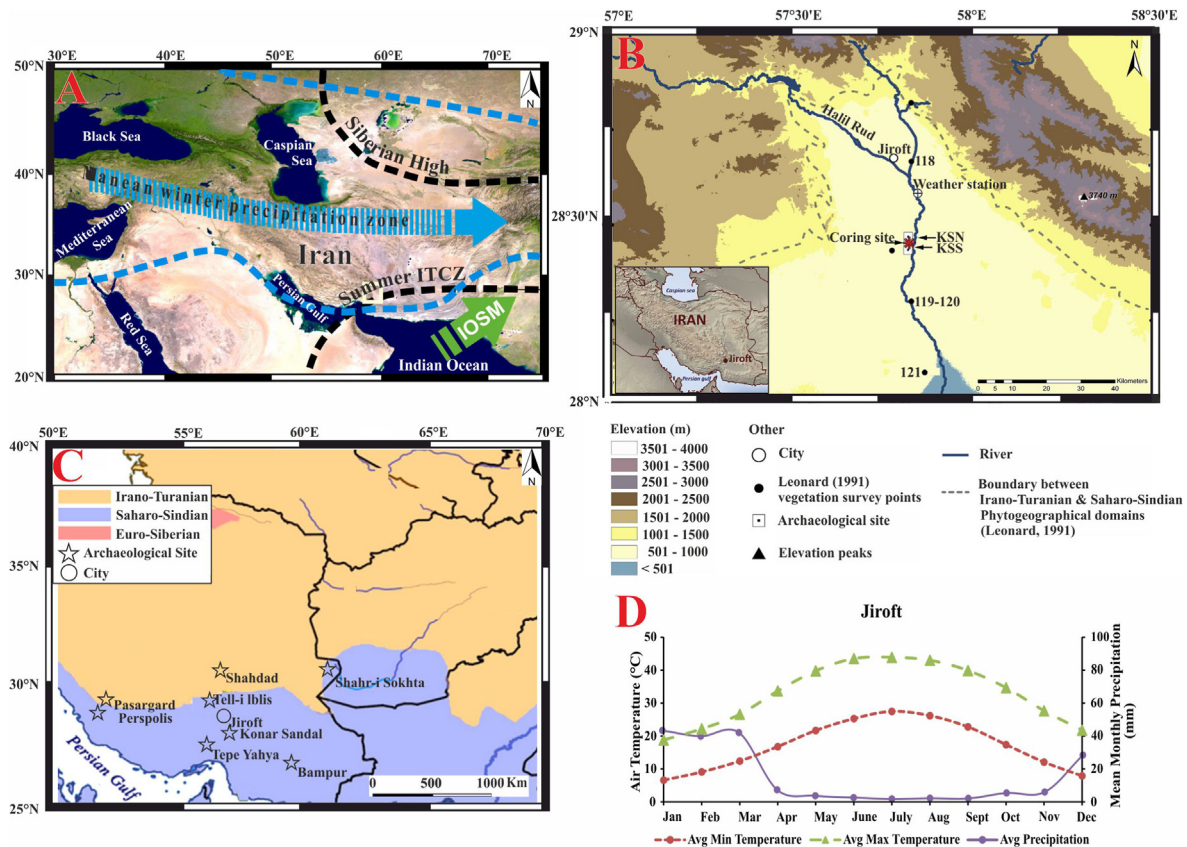 30°E 40°E 50°E 60°E 70°E
50°N
40°N
30°N
20°N
A
N
Black Sea
Caspian
Sea
Siberian High
anean winter precipitation zone
Mediterranean
Sea
Iran
Summer ITCZ
Persian Gulf
IOSM
Red Sea
Indian Ocean
57°E 57°30'E 58°E 58°30'E
29°N
28°30'N
28°N
B
N
Halil Rud
Jiroft
118
Weather station
3740 m
Coring site
KSN
KSS
119-120
121
Caspian sea
IRAN
Jiroft
Persian gulf
0 5 10 20 30 40
Kilometers
Elevation (m)
3501 - 4000
3001 - 3500
2501 - 3000
2001 - 2500
1501 - 2000
1001 - 1500
501 - 1000
< 501
Other
City
Leonard (1991)
vegetation survey points
Archaeological site
Elevation peaks
River
Boundary between
Irano-Turanian & Saharo-Sindian
Phytogeographical domains
(Leonard, 1991)
50°E 55°E 60°E 65°E 70°E
40°N
35°N
30°N
25°N
C
N
Irano-Turanian
Saharo-Sindian
Euro-Siberian
Archaeological Site
City
Shahdad
Shahr-i Sokhta
Pasargard
Perspolis
Tell-i Iblis
Jiroft
Konar Sandal
Tepe Yahya
Bampur
Persian Gulf
0 500 1000 Km
D
Jiroft
Air Temperature (°C)
50
40
30
20
10
0
Mean Monthly Precipitation
(mm)
100
80
60
40
20
0
Jan Feb Mar Apr May June July Aug Sept Oct Nov Dec
Avg Min Temperature Avg Max Temperature Avg Precipitation